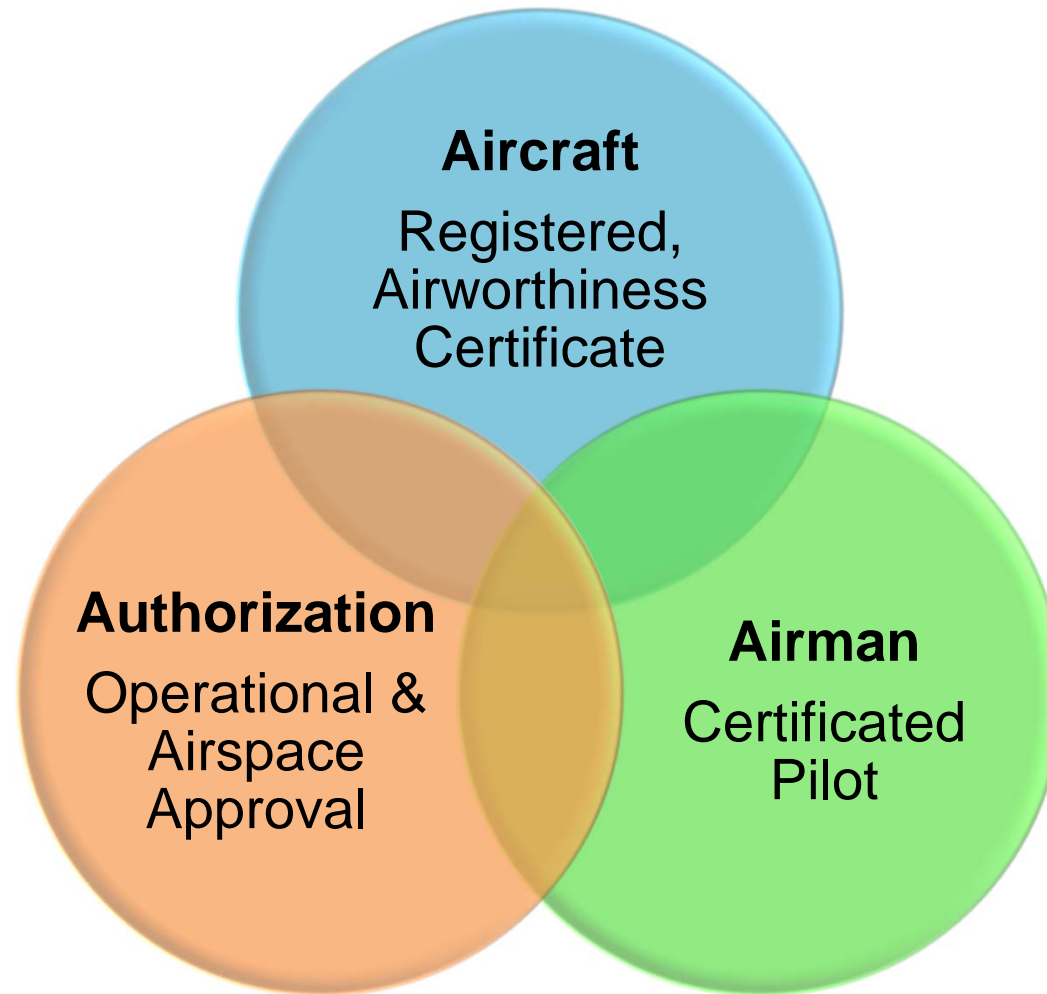 Aircraft
Registered,
Airworthiness
Certificate
Authorization
Operational &
Airspace
Approval
Airman
Certificated
Pilot